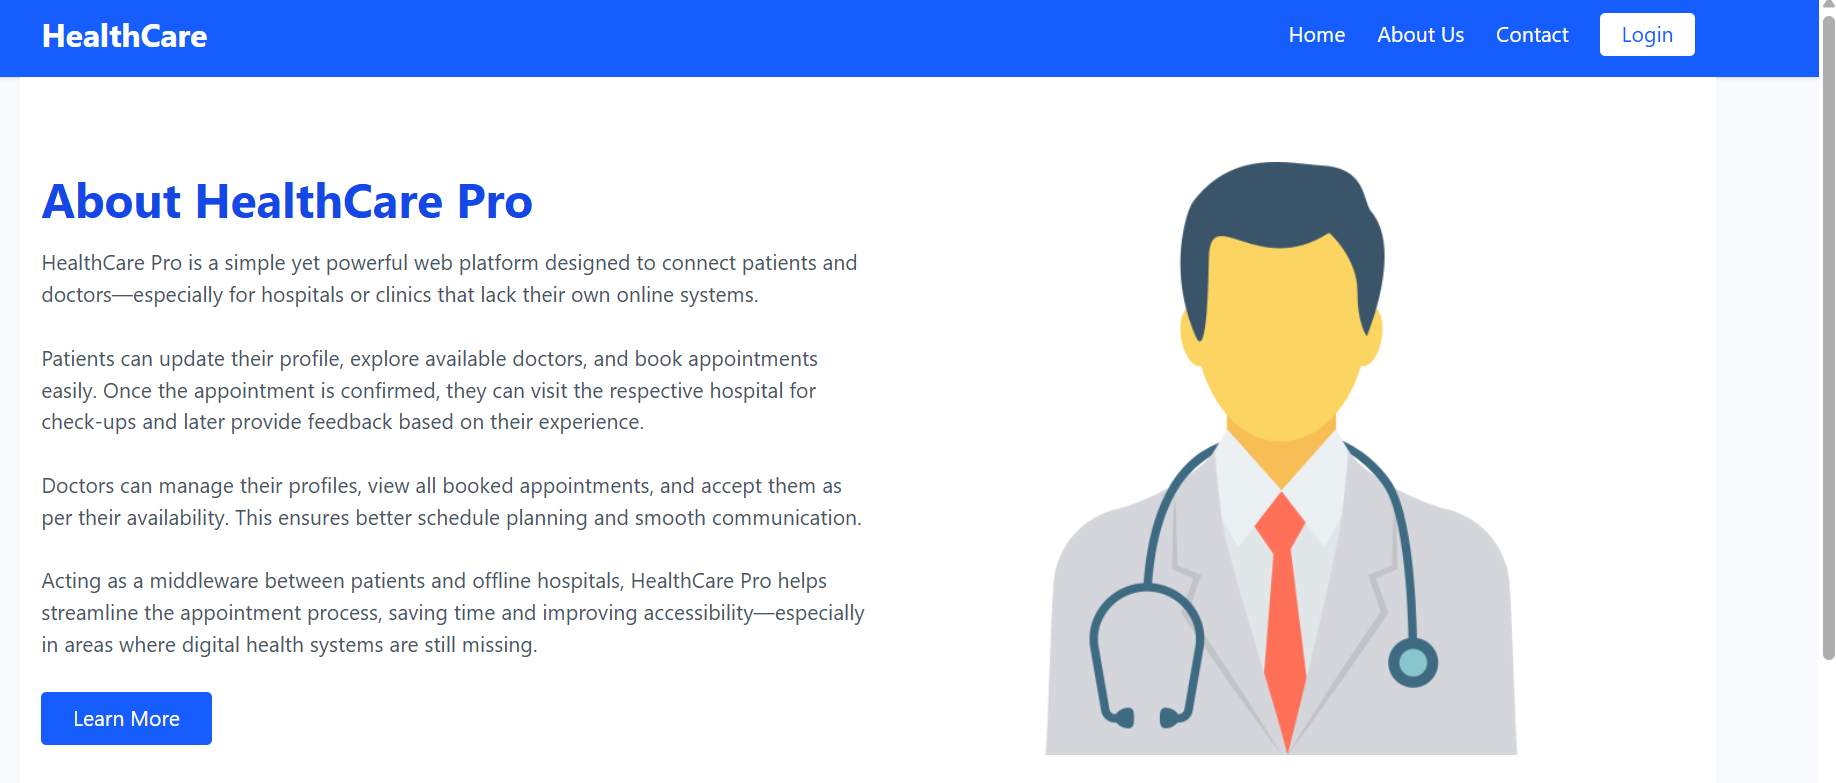 HealthCare
Home
About Us
Contact
Login
About HealthCare Pro
HealthCare Pro is a simple yet powerful web platform designed to connect patients and
doctors—especially for hospitals or clinics that lack their own online systems.
Patients can update their profile, explore available doctors, and book appointments
easily. Once the appointment is confirmed, they can visit the respective hospital for
check-ups and later provide feedback based on their experience.
Doctors can manage their profiles, view all booked appointments, and accept them as
per their availability. This ensures better schedule planning and smooth communication.
Acting as a middleware between patients and offline hospitals, HealthCare Pro helps
streamline the appointment process, saving time and improving accessibility—especially
in areas where digital health systems are still missing.
Learn More